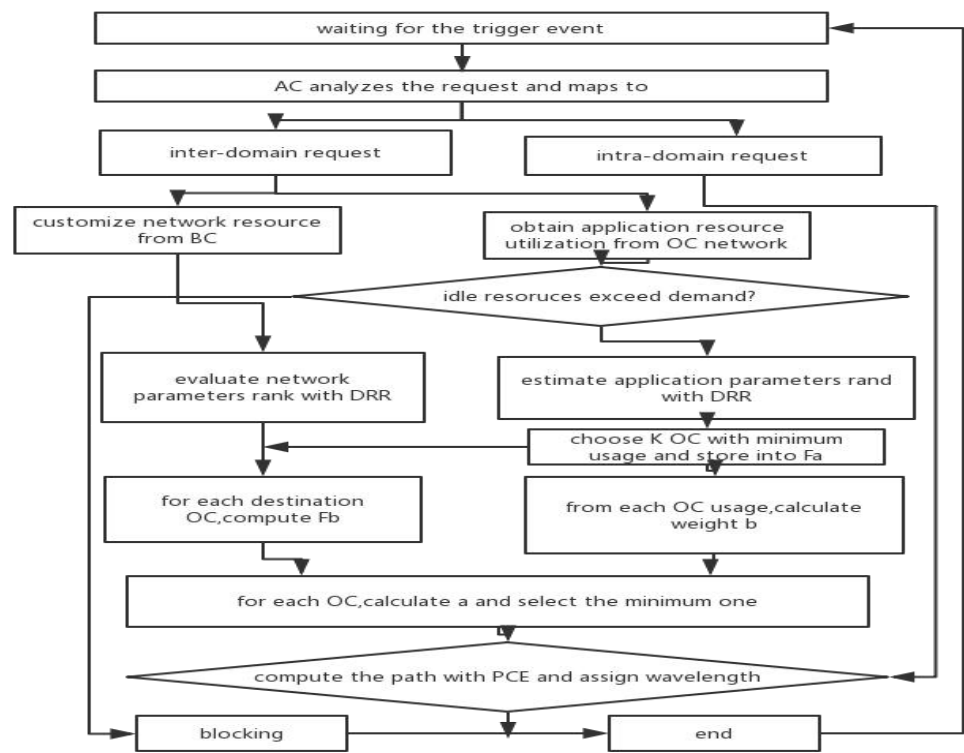 waiting for the trigger event
AC analyzes the request and maps to
inter-domain request
intra-domain request
customize network resource
from BC
obtain application resource
utilization from OC network
idle resoruces exceed demand?
evaluate network
parameters rank with DRR
estimate application parameters rand
with DRR
choose K OC with minimum
usage and store into Fa
for each destination
OC,compute Fb
from each OC usage,calculate
weight b
for each OC,calculate a and select the minimum one
compute the path with PCE and assign wavelength
blocking
end